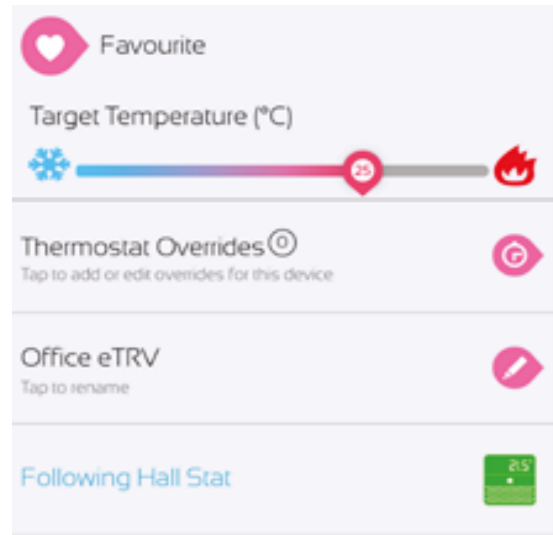 Favourite
Target Temperature (°C)
25
Thermostat Overrides 0
Tap to add or edit overrides for this device
Office eTRV
Tap to rename
Following Hall Stat
21.5°